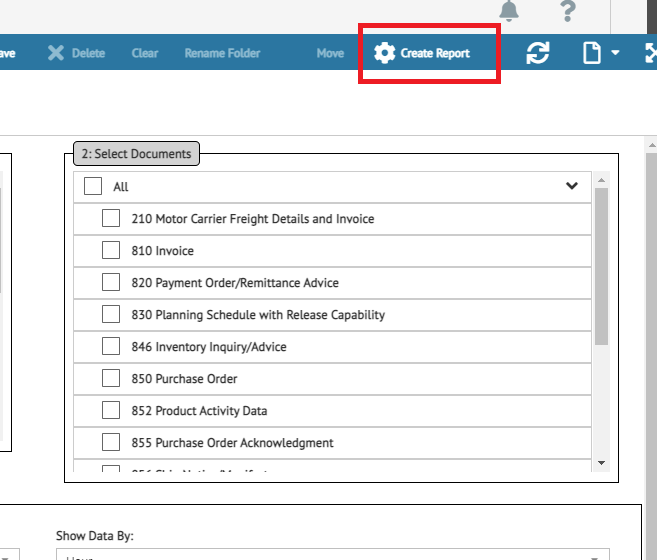 ave Delete Clear Rename Folder Move Create Report
2: Select Documents
All
210 Motor Carrier Freight Details and Invoice
810 Invoice
820 Payment Order/Remittance Advice
830 Planning Schedule with Release Capability
846 Inventory Inquiry/Advice
850 Purchase Order
852 Product Activity Data
855 Purchase Order Acknowledgment
Show Data By:
Hour